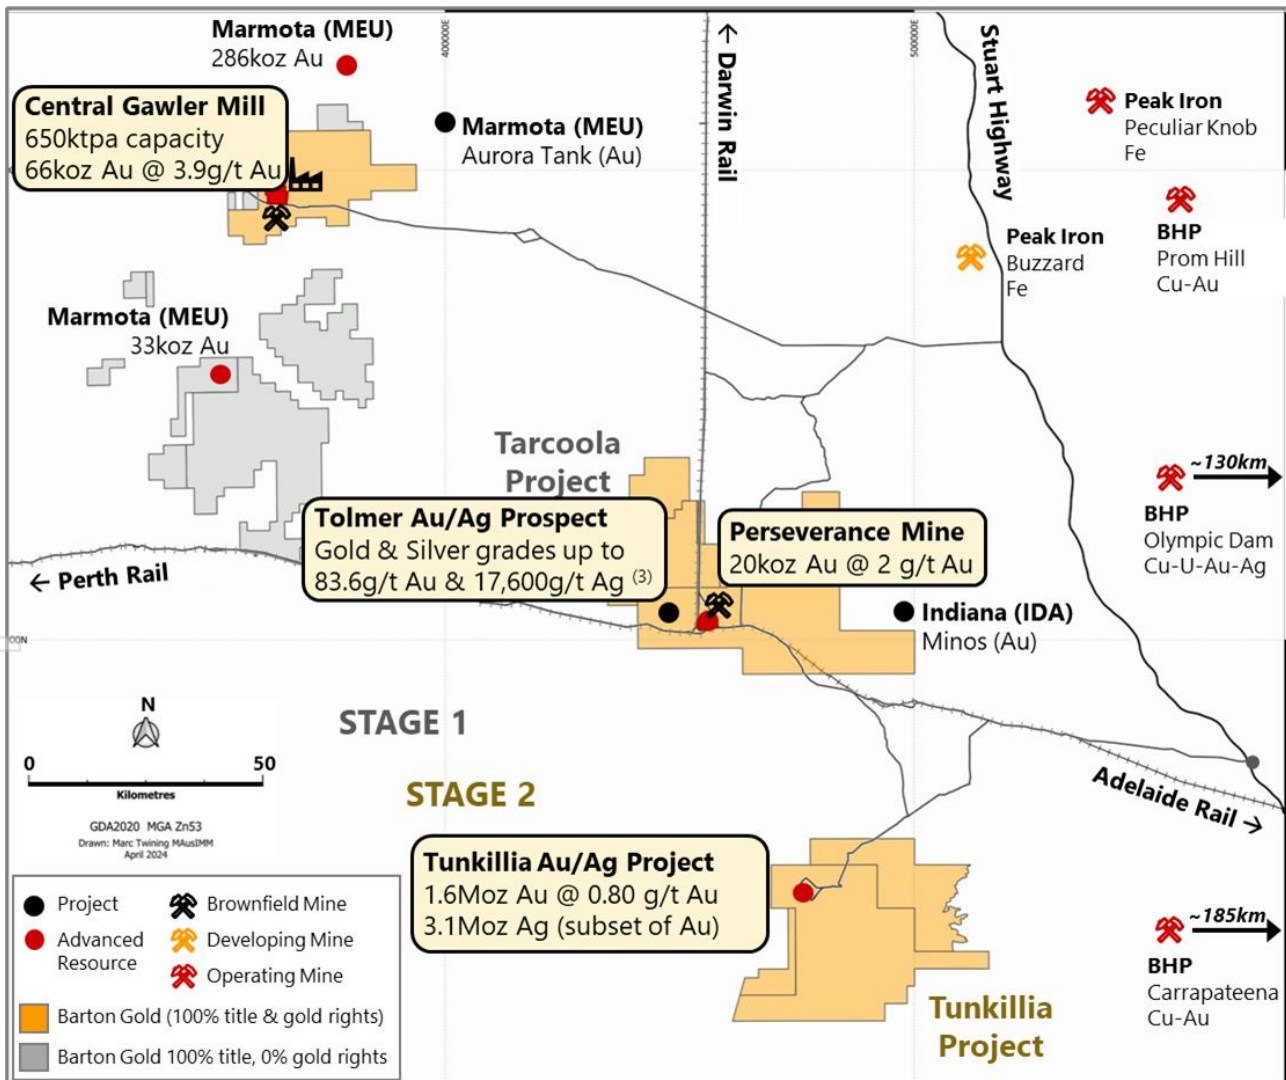 Marmota (MEU)
286koz Au
400000E
500000E
← Darwin Rail
Stuart Highway
Central Gawler Mill
650ktpa capacity
66koz Au @ 3.9g/t Au
Marmota (MEU)
Aurora Tank (Au)
Peak Iron
Peculiar Knob
Fe
Peak Iron
Buzzard
Fe
BHP
Prom Hill
Cu-Au
Marmota (MEU)
33koz Au
Tarcoola
Project
~130km
BHP
Olympic Dam
Cu-U-Au-Ag
Tolmer Au/Ag Prospect
Gold & Silver grades up to
83.6g/t Au & 17,600g/t Ag (3)
Perseverance Mine
20koz Au @ 2 g/t Au
← Perth Rail
Indiana (IDA)
Minos (Au)
00N
N
0 50
Kilometres
GDA2020 MGA Zn53
Drawn: Marc Twining MAusIMM
April 2024
STAGE 1
STAGE 2
Adelaide Rail →
Tunkillia Au/Ag Project
1.6Moz Au @ 0.80 g/t Au
3.1Moz Ag (subset of Au)
~185km
BHP
Carrapateena
Cu-Au
Tunkillia
Project
Project
Brownfield Mine
Advanced
Resource
Developing Mine
Operating Mine
Barton Gold (100% title & gold rights)
Barton Gold 100% title, 0% gold rights